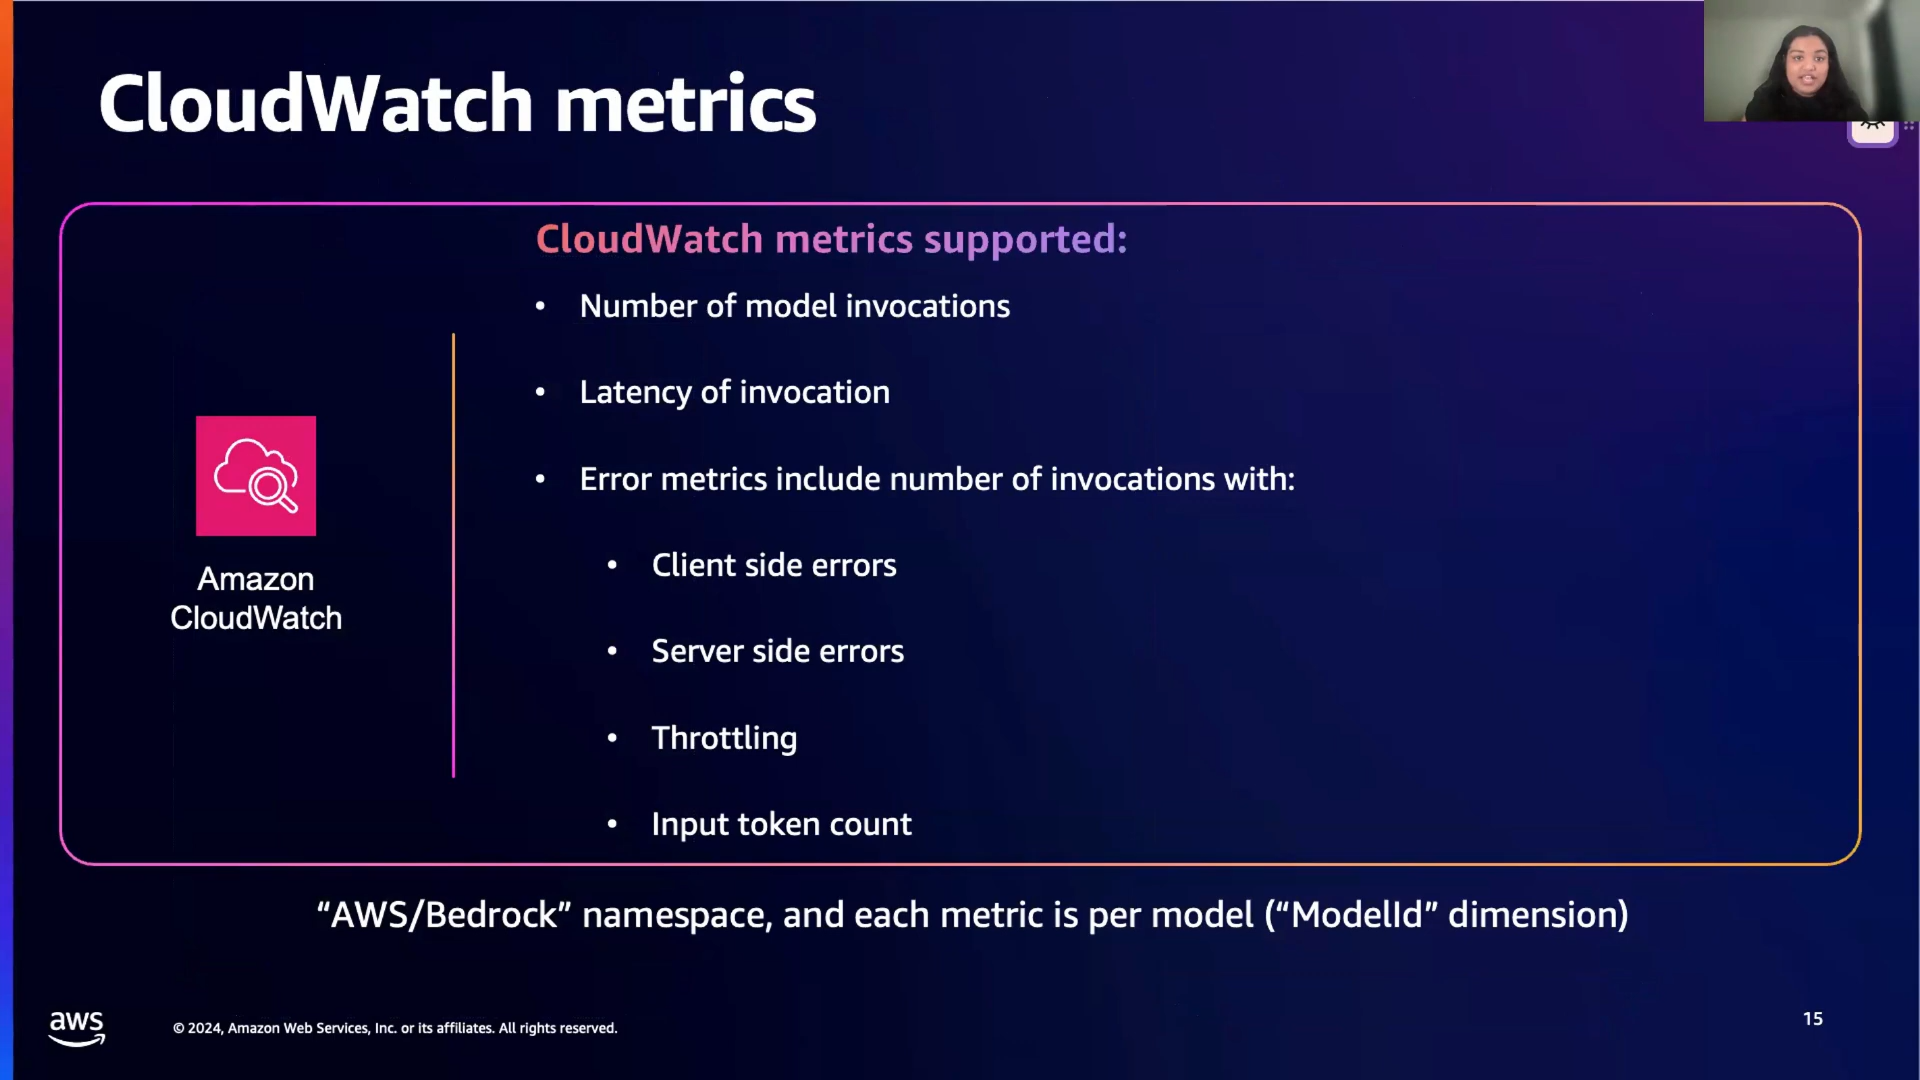 CloudWatch metrics
CloudWatch metrics supported:
• Number of model invocations
• Latency of invocation
• Error metrics include number of invocations with:
• Client side errors
• Server side errors
• Throttling
• Input token count
Amazon
CloudWatch
“AWS/Bedrock” namespace, and each metric is per model (“ModelId” dimension)
aws
© 2024, Amazon Web Services, Inc. or its affiliates. All rights reserved.
15